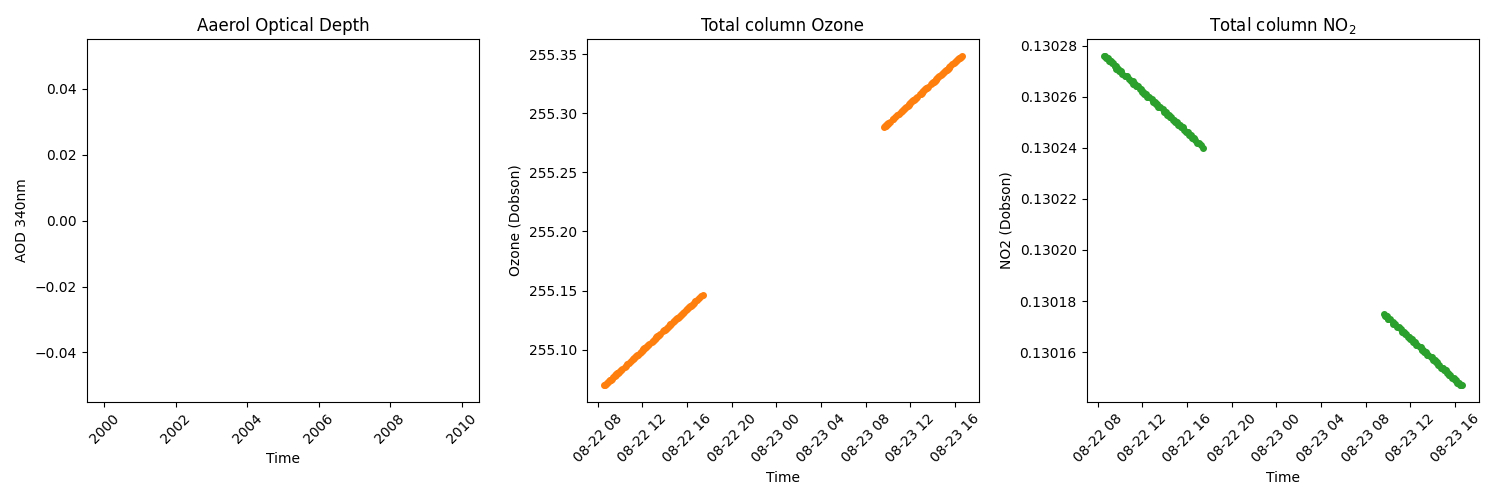 Aaerol Optical Depth
AOD 340nm
0.04
0.02
0.00
−0.02
−0.04
2000 2002 2004 2006 2008 2010
Time
Total column Ozone
Ozone (Dobson)
255.35
255.30
255.25
255.20
255.15
255.10
08-22 08 08-22 12 08-22 16 08-22 20 08-23 00 08-23 04 08-23 08 08-23 12 08-23 16
Time
Total column NO₂
NO2 (Dobson)
0.13028
0.13026
0.13024
0.13022
0.13020
0.13018
0.13016
08-22 08 08-22 12 08-22 16 08-22 20 08-23 00 08-23 04 08-23 08 08-23 12 08-23 16
Time